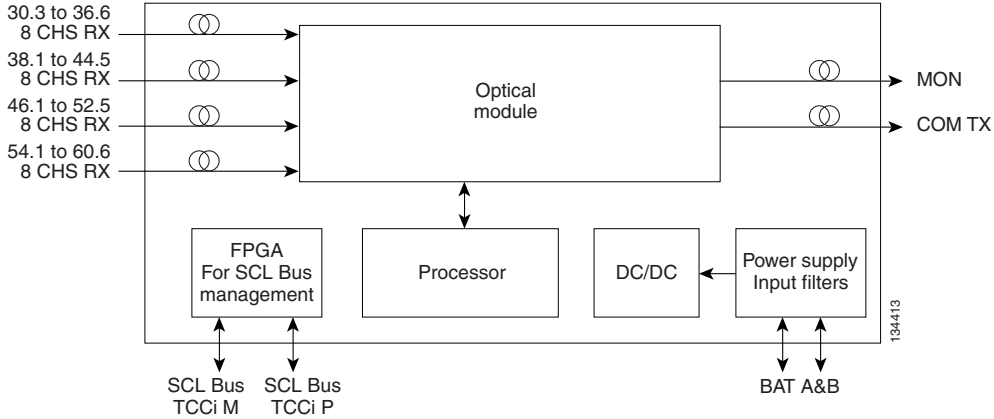 30.3 to 36.6
8 CHS RX
38.1 to 44.5
8 CHS RX
46.1 to 52.5
8 CHS RX
54.1 to 60.6
8 CHS RX
Optical
module
MON
COM TX
FPGA
For SCL Bus
management
Processor
DC/DC
Power supply
Input filters
134413
SCL Bus
TCCi M
SCL Bus
TCCi P
BAT A&B